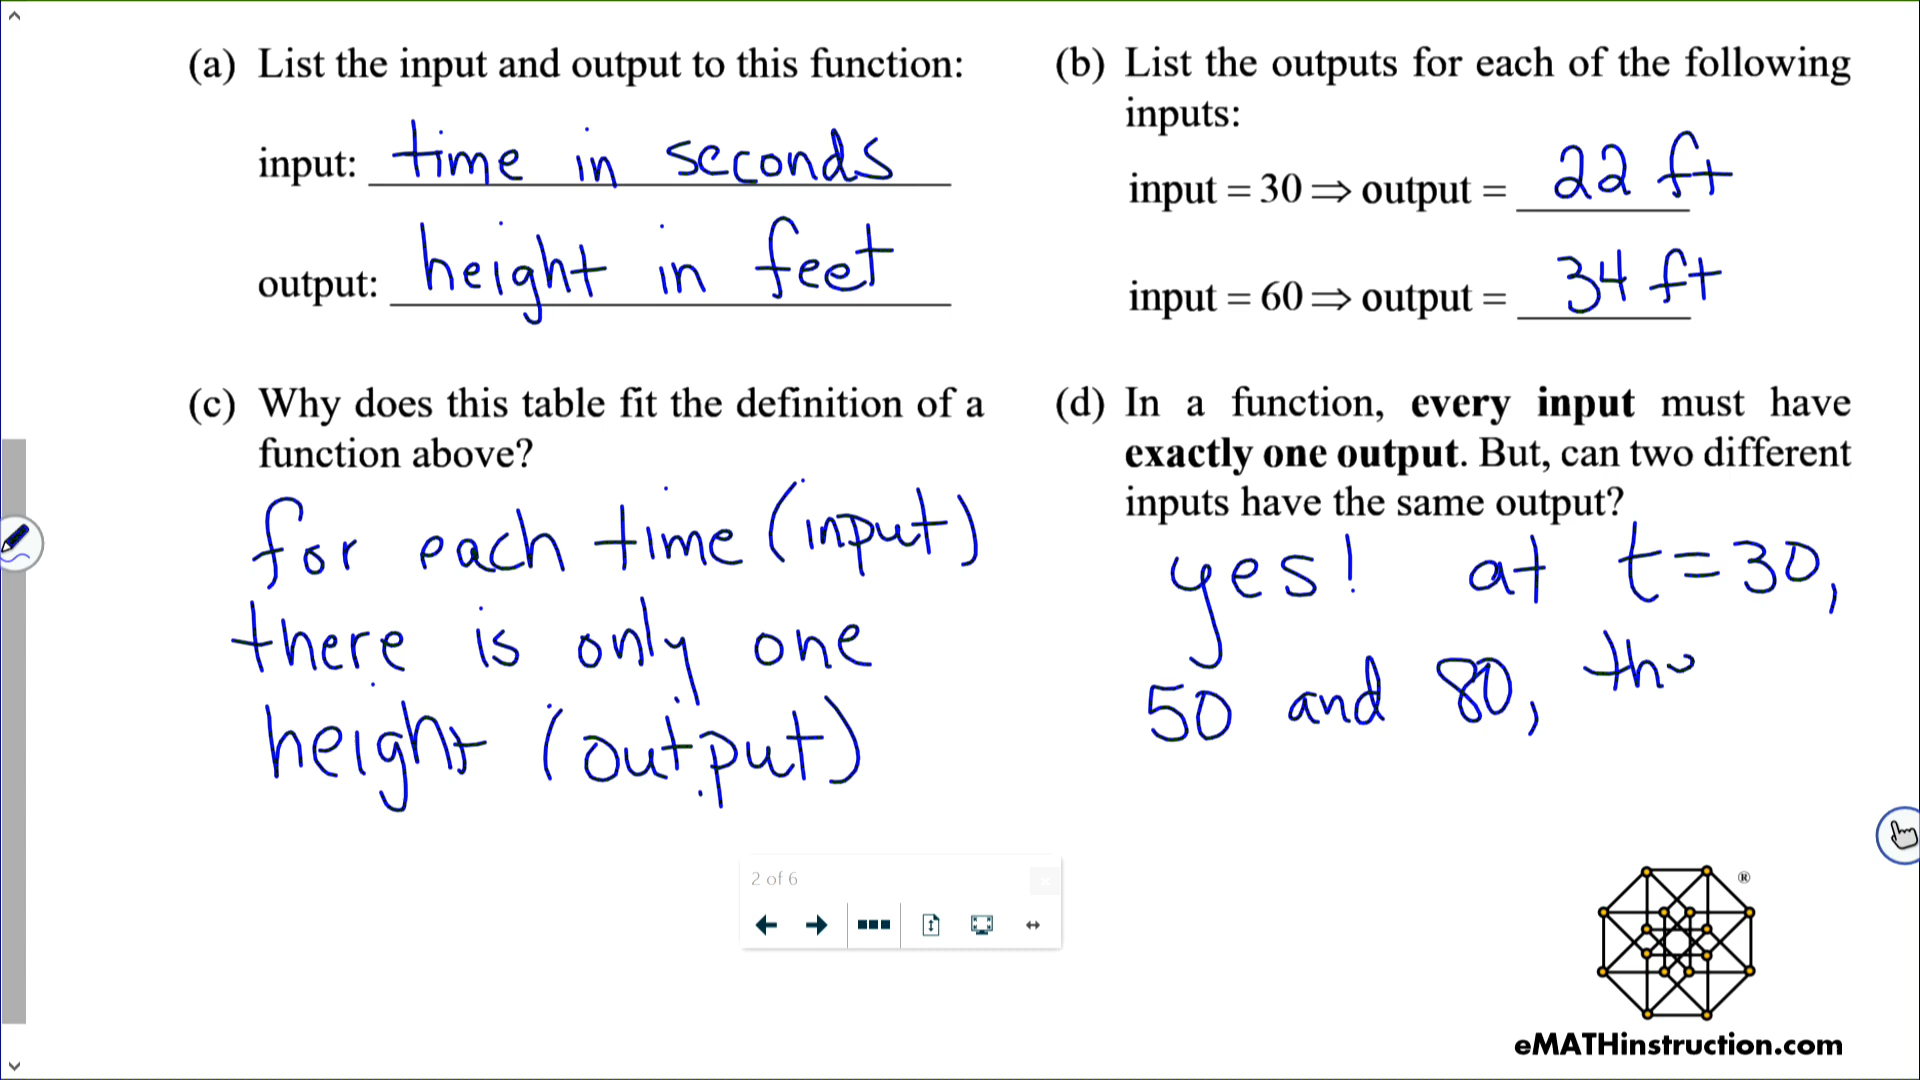 (a) List the input and output to this function:
input: time in seconds
output: height in feet
(b) List the outputs for each of the following
inputs:
input = 30 ⇒ output = 22 ft
input = 60 ⇒ output = 34 ft
(c) Why does this table fit the definition of a
function above?
for each time (input)
there is only one
height (output)
(d) In a function, every input must have
exactly one output. But, can two different
inputs have the same output?
yes! at t=30,
50 and 80,
2 of 6
®
eMATHinstruction.com